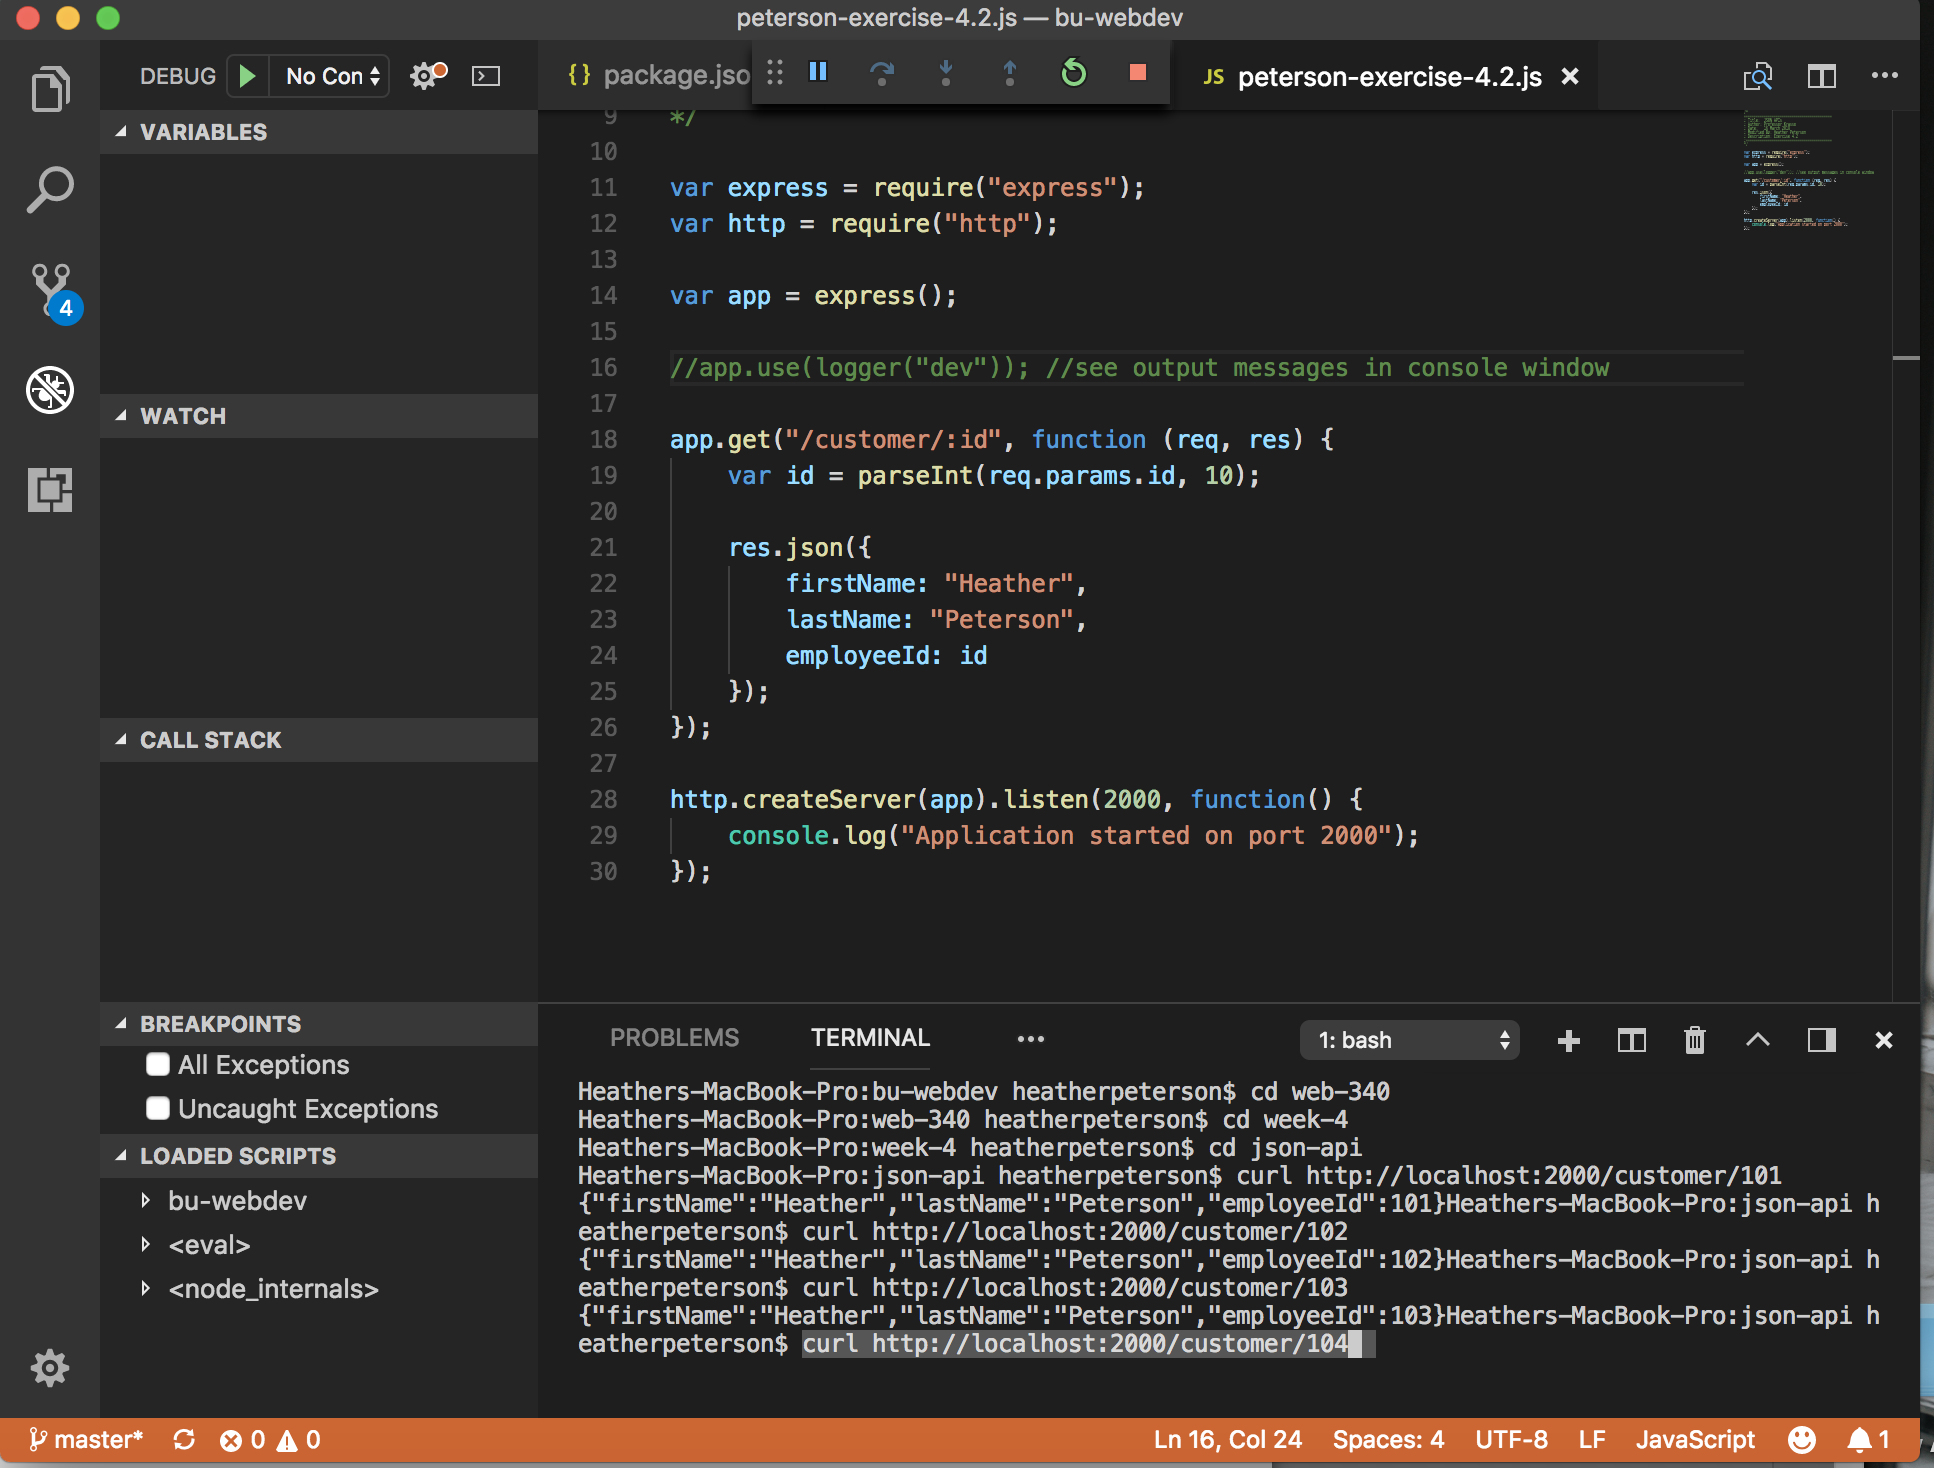 peterson-exercise-4.2.js — bu-webdev
DEBUG
No Con
{} package.jso
JS peterson-exercise-4.2.js
4
VARIABLES
WATCH
CALL STACK
BREAKPOINTS
All Exceptions
Uncaught Exceptions
LOADED SCRIPTS
bu-webdev
<eval>
<node_internals>
9 */
10
11 var express = require("express");
12 var http = require("http");
13
14 var app = express();
15
16 //app.use(logger("dev")); //see output messages in console window
17
18 app.get("/customer/:id", function (req, res) {
19 var id = parseInt(req.params.id, 10);
20
21 res.json({
22 firstName: "Heather",
23 lastName: "Peterson",
24 employeeId: id
25 });
26 });
27
28 http.createServer(app).listen(2000, function() {
29 console.log("Application started on port 2000");
30 });
PROBLEMS TERMINAL
1: bash
Heathers-MacBook-Pro:bu-webdev heatherpeterson$ cd web-340
Heathers-MacBook-Pro:web-340 heatherpeterson$ cd week-4
Heathers-MacBook-Pro:week-4 heatherpeterson$ cd json-api
Heathers-MacBook-Pro:json-api heatherpeterson$ curl http://localhost:2000/customer/101
{"firstName":"Heather","lastName":"Peterson","employeeId":101}Heathers-MacBook-Pro:json-api h
eatherpeterson$ curl http://localhost:2000/customer/102
{"firstName":"Heather","lastName":"Peterson","employeeId":102}Heathers-MacBook-Pro:json-api h
eatherpeterson$ curl http://localhost:2000/customer/103
{"firstName":"Heather","lastName":"Peterson","employeeId":103}Heathers-MacBook-Pro:json-api h
eatherpeterson$ curl http://localhost:2000/customer/104
master* 0 0
Ln 16, Col 24 Spaces: 4 UTF-8 LF JavaScript 1